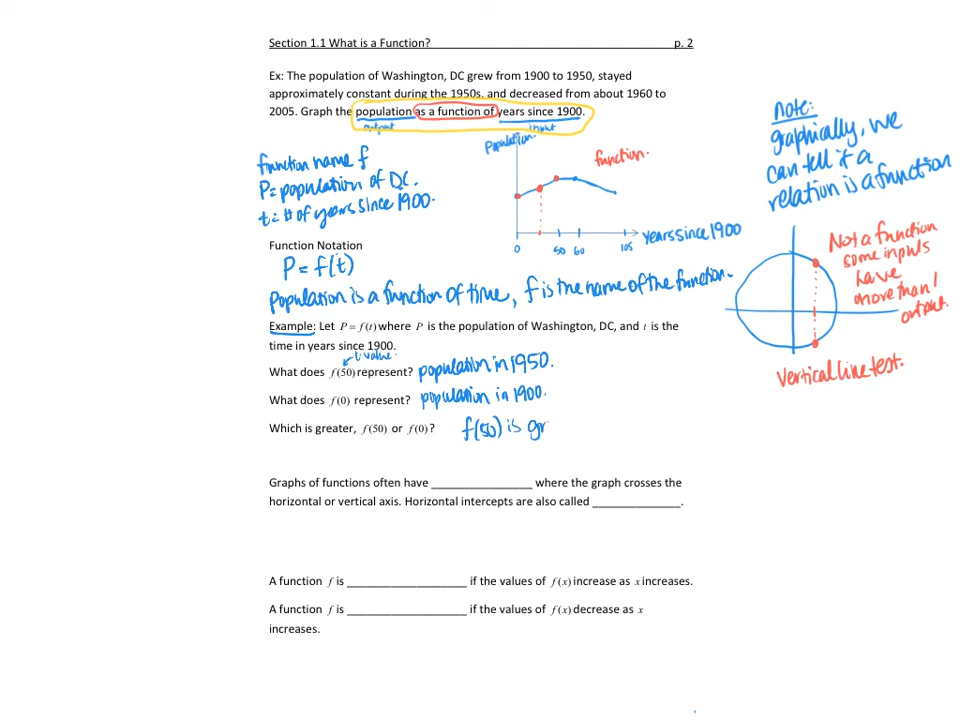 Section 1.1 What is a Function? p. 2
Ex: The population of Washington, DC grew from 1900 to 1950, stayed
approximately constant during the 1950s, and decreased from about 1960 to
2005. Graph the population as a function of years since 1900.
output input
Population
function.
function name f
P = population of DC.
t = # of years since 1900.
years since 1900
0 50 60 105
note:
graphically, we
can tell if a
relation is a function
Function Notation
P = f(t)
Population is a function of time, f is the name of the function.
Not a function
some inputs
have
more than 1
output.
Vertical line test.
Example: Let P = f(t) where P is the population of Washington, DC, and t is the
time in years since 1900.
t value.
What does f(50) represent? population in 1950.
What does f(0) represent? population in 1900.
Which is greater, f(50) or f(0)? f(50) is gr
Graphs of functions often have ________________ where the graph crosses the
horizontal or vertical axis. Horizontal intercepts are also called ______________.
A function f is ___________________ if the values of f(x) increase as x increases.
A function f is ___________________ if the values of f(x) decrease as x
increases.